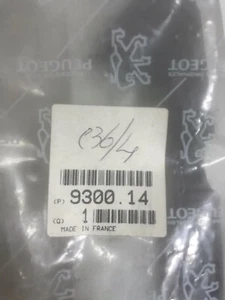 PEUGEOT
PEUGEOT
e36/4
(P) 9300.14
(Q) 1
MADE IN FRANCE